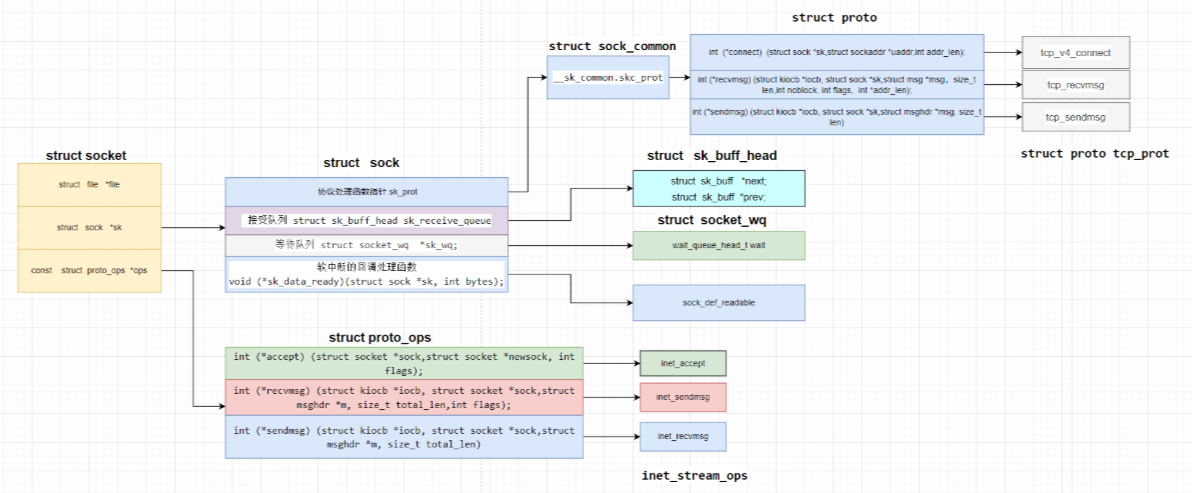 struct proto
struct sock_common
int (*connect) (struct sock *sk,struct sockaddr *uaddr,int addr_len);
tcp_v4_connect
__sk_common.skc_prot
int (*recvmsg) (struct kiocb *iocb, struct sock *sk,struct msg *msg, size_t
len,int noblock, int flags, int *addr_len);
tcp_recvmsg
int (*sendmsg) (struct kiocb *iocb, struct sock *sk,struct msghdr *msg, size_t
len)
tcp_sendmsg
struct proto tcp_prot
struct socket
struct sock
struct sk_buff_head
struct file *file
协议处理函数指针 sk_prot
struct sk_buff *next;
struct sk_buff *prev;
struct sock *sk
接受队列 struct sk_buff_head sk_receive_queue
struct socket_wq
等待队列 struct socket_wq *sk_wq;
wait_queue_head_t wait
const struct proto_ops *ops
软中断的回调处理函数
void (*sk_data_ready)(struct sock *sk, int bytes);
sock_def_readable
struct proto_ops
int (*accept) (struct socket *sock,struct socket *newsock, int
flags);
inet_accept
int (*recvmsg) (struct kiocb *iocb, struct socket *sock,struct
msghdr *m, size_t total_len,int flags);
inet_sendmsg
int (*sendmsg) (struct kiocb *iocb, struct socket *sock,struct
msghdr *m, size_t total_len)
inet_recvmsg
inet_stream_ops